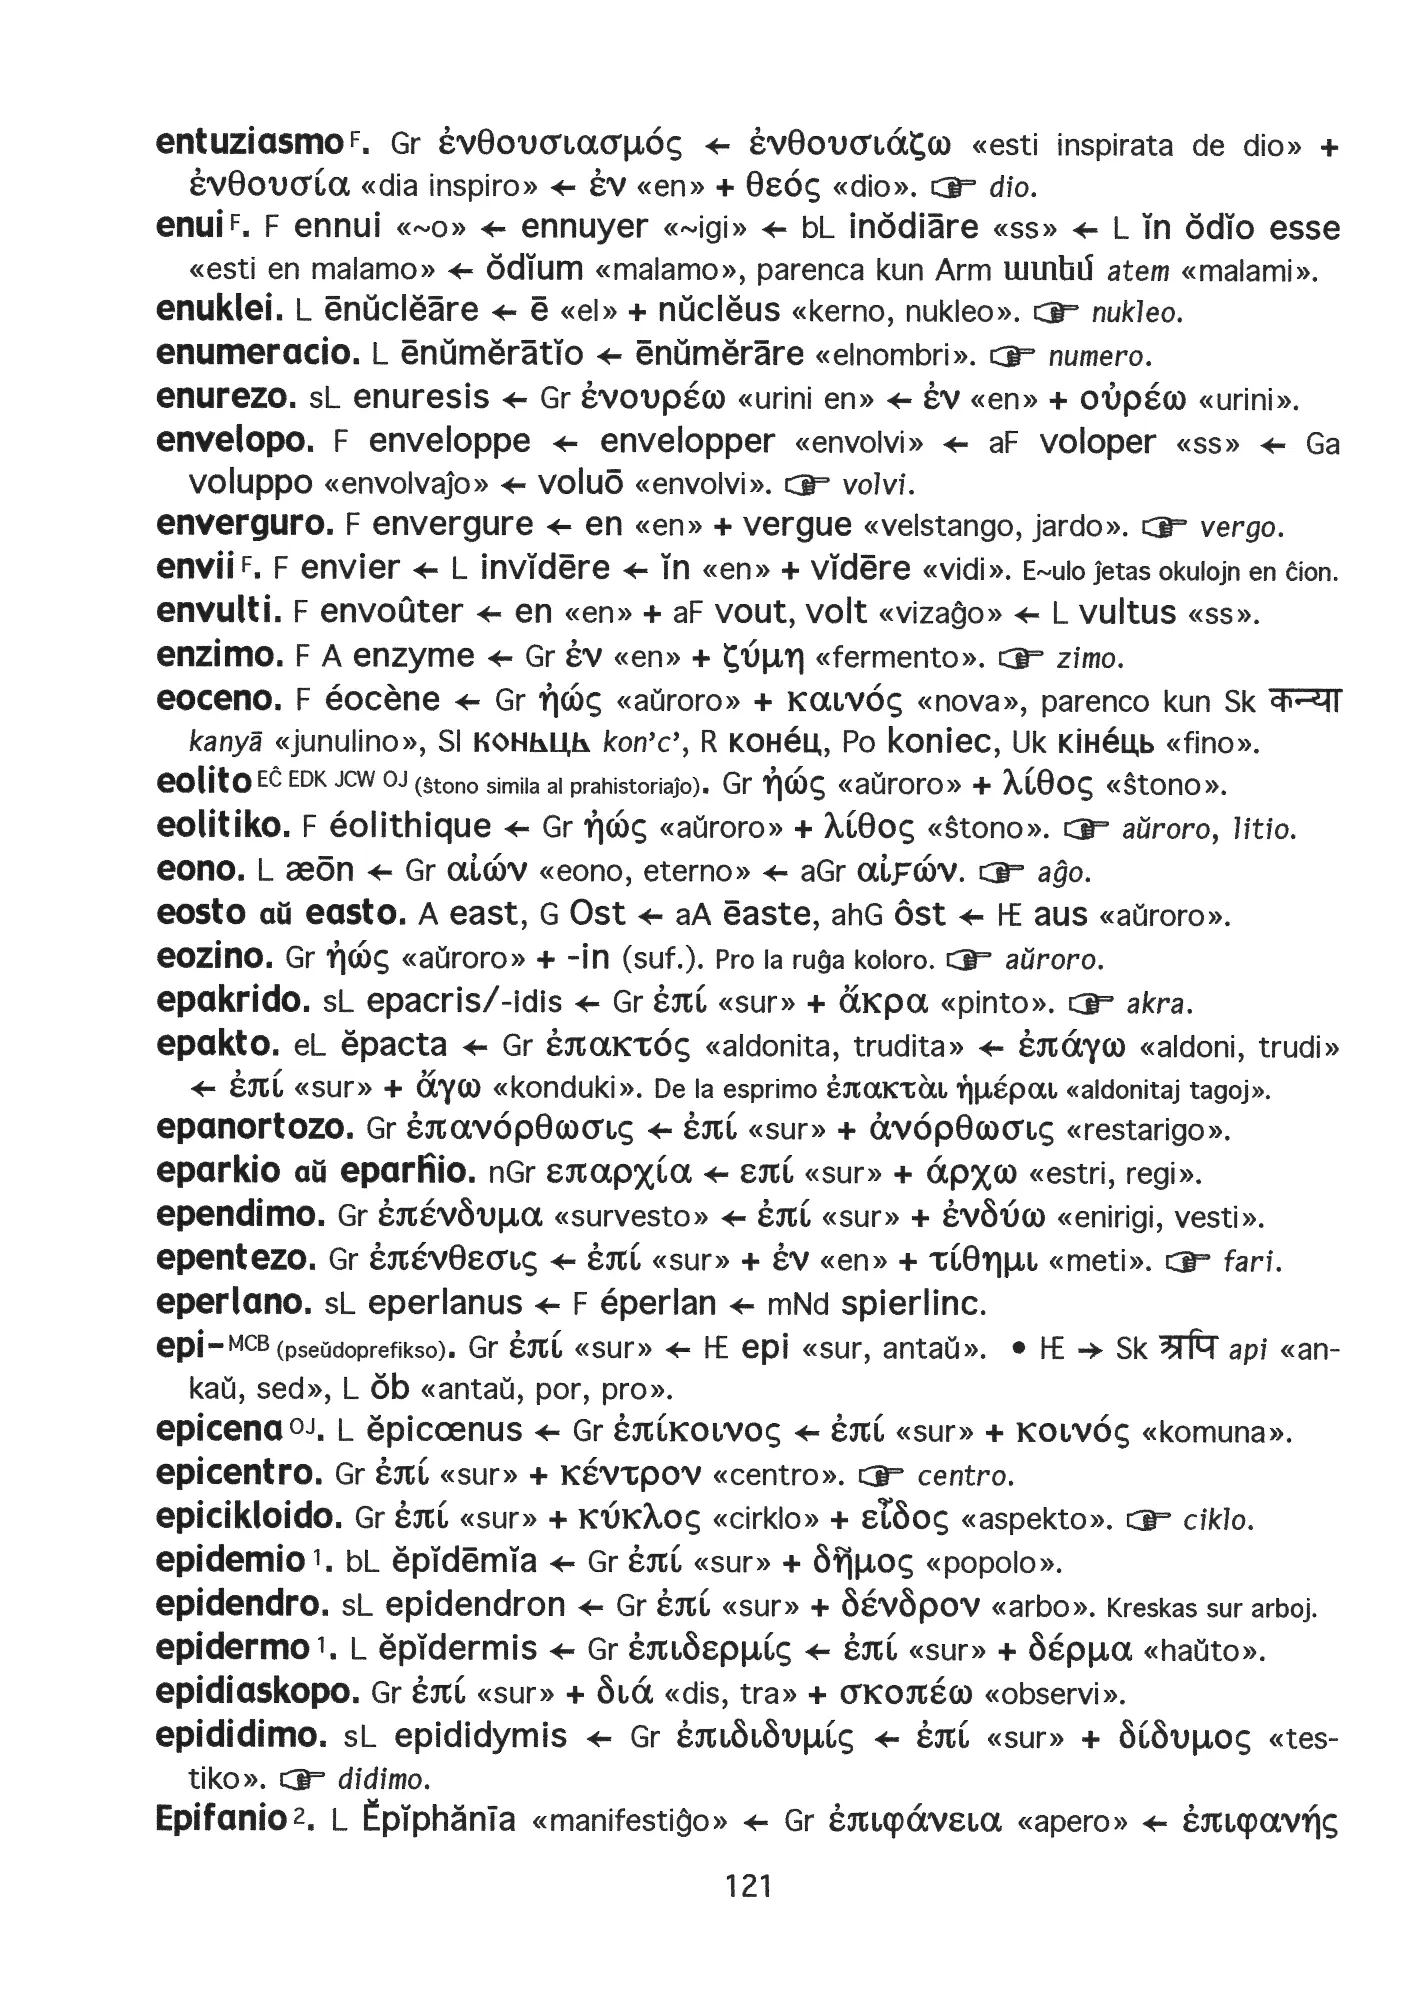 entuziasmo F. Gr ἐνθουσιασμός ← ἐνθουσιάζω «esti inspirata de dio» +
ἐνθουσία «dia inspiro» ← ἐν «en» + θεός «dio». ☞ dio.
enui F. F ennui «~o» ← ennuyer «~igi» ← bL inŏdiāre «ss» ← L ĭn ŏdĭo esse
«esti en malamo» ← ŏdĭum «malamo», parenca kun Arm ատեմ atem «malami».
enuklei. L ēnŭclĕāre ← ē «el» + nŭclĕus «kerno, nukleo». ☞ nukleo.
enumeracio. L ēnŭmĕrātĭo ← ēnŭmĕrāre «elnombri». ☞ numero.
enurezo. sL enuresis ← Gr ἐνουρέω «urini en» ← ἐν «en» + οὐρέω «urini».
envelopo. F enveloppe ← envelopper «envolvi» ← aF voloper «ss» ← Ga
voluppo «envolvaĵo» ← voluō «envolvi». ☞ volvi.
enverguro. F envergure ← en «en» + vergue «velstango, jardo». ☞ vergo.
envii F. F envier ← L invĭdēre ← ĭn «en» + vĭdēre «vidi». E~ulo ĵetas okulojn en ĉion.
envulti. F envoûter ← en «en» + aF vout, volt «vizaĝo» ← L vultus «ss».
enzimo. F A enzyme ← Gr ἐν «en» + ζύμη «fermento». ☞ zimo.
eoceno. F éocène ← Gr ἠώς «aŭroro» + καινός «nova», parenco kun Sk कन्या
kanyā «junulino», Sl коньць kon’c’, R коне́ц, Po koniec, Uk кіне́ць «fino».
eolito EĈ EDK JCW OJ (ŝtono simila al prahistoriaĵo). Gr ἠώς «aŭroro» + λίθος «ŝtono».
eolitiko. F éolithique ← Gr ἠώς «aŭroro» + λίθος «ŝtono». ☞ aŭroro, litio.
eono. L æōn ← Gr αἰών «eono, eterno» ← aGr αἰϝών. ☞ aĝo.
eosto aŭ easto. A east, G Ost ← aA ēaste, ahG ôst ← IE aus «aŭroro».
eozino. Gr ἠώς «aŭroro» + -in (suf.). Pro la ruĝa koloro. ☞ aŭroro.
epakrido. sL epacris/-idis ← Gr ἐπί «sur» + ἄκρα «pinto». ☞ akra.
epakto. eL ĕpacta ← Gr ἐπακτός «aldonita, trudita» ← ἐπάγω «aldoni, trudi»
← ἐπί «sur» + ἄγω «konduki». De la esprimo ἐπακτὰι ἡμέραι «aldonitaj tagoj».
epanortozo. Gr ἐπανόρθωσις ← ἐπί «sur» + ἀνόρθωσις «restarigo».
eparkio aŭ eparĥio. nGr επαρχία ← επί «sur» + άρχω «estri, regi».
ependimo. Gr ἐπένδυμα «survesto» ← ἐπί «sur» + ἐνδύω «enirigi, vesti».
epentezo. Gr ἐπένθεσις ← ἐπί «sur» + ἐν «en» + τίθημι «meti». ☞ fari.
eperlano. sL eperlanus ← F éperlan ← mNd spierlinc.
epi- MCB (pseŭdoprefikso). Gr ἐπί «sur» ← IE epi «sur, antaŭ». • IE → Sk अपि api «an-
kaŭ, sed», L ŏb «antaŭ, por, pro».
epicena OJ. L ĕpicœnus ← Gr ἐπίκοινος ← ἐπί «sur» + κοινός «komuna».
epicentro. Gr ἐπί «sur» + κέντρον «centro». ☞ centro.
epicikloido. Gr ἐπί «sur» + κύκλος «cirklo» + εἶδος «aspekto». ☞ ciklo.
epidemio 1. bL ĕpĭdēmĭa ← Gr ἐπί «sur» + δῆμος «popolo».
epidendro. sL epidendron ← Gr ἐπί «sur» + δένδρον «arbo». Kreskas sur arboj.
epidermo 1. L ĕpĭdermis ← Gr ἐπιδερμίς ← ἐπί «sur» + δέρμα «haŭto».
epidiaskopo. Gr ἐπί «sur» + διά «dis, tra» + σκοπέω «observi».
epididimo. sL epididymis ← Gr ἐπιδιδυμίς ← ἐπί «sur» + δίδυμος «tes-
tiko». ☞ didimo.
Epifanio 2. L Ĕpĭphănīa «manifestiĝo» ← Gr ἐπιφάνεια «apero» ← ἐπιφανής
121